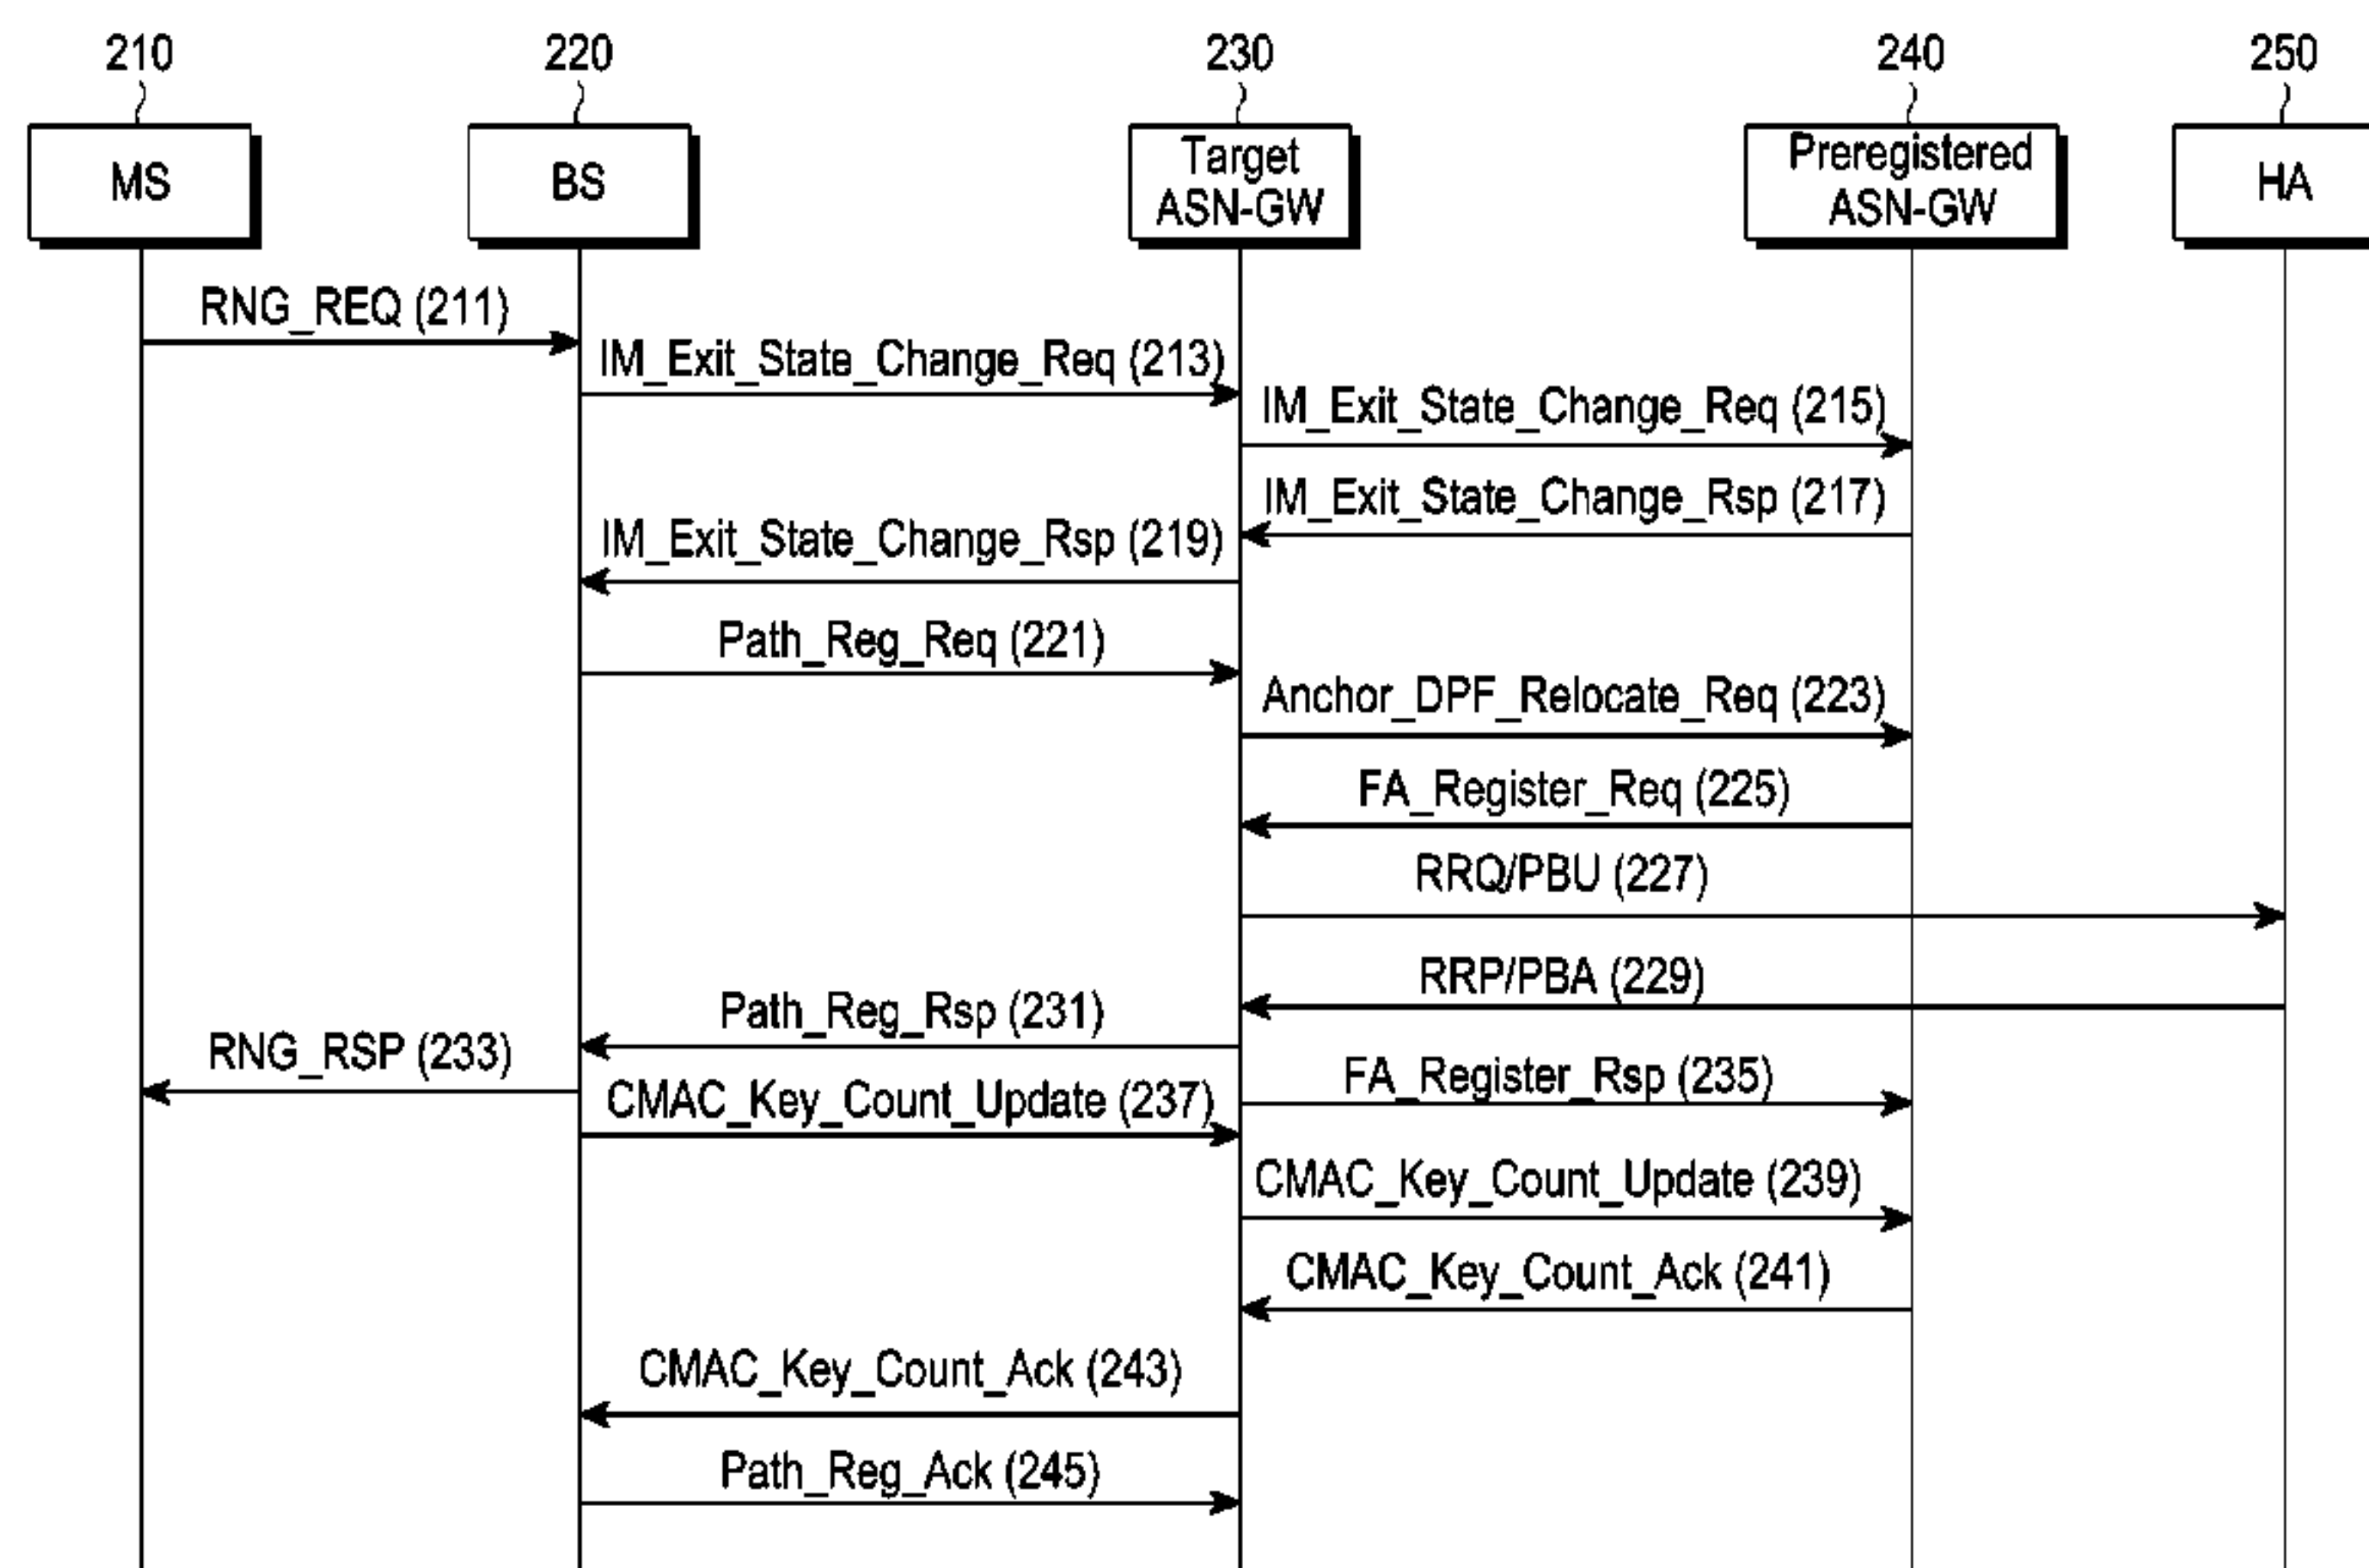 210
220
230
240
250
MS
BS
Target
ASN-GW
Preregistered
ASN-GW
HA
RNG_REQ (211)
IM_Exit_State_Change_Req (213)
IM_Exit_State_Change_Req (215)
IM_Exit_State_Change_Rsp (217)
IM_Exit_State_Change_Rsp (219)
Path_Reg_Req (221)
Anchor_DPF_Relocate_Req (223)
FA_Register_Req (225)
RRQ/PBU (227)
RRP/PBA (229)
Path_Reg_Rsp (231)
RNG_RSP (233)
FA_Register_Rsp (235)
CMAC_Key_Count_Update (237)
CMAC_Key_Count_Update (239)
CMAC_Key_Count_Ack (241)
CMAC_Key_Count_Ack (243)
Path_Reg_Ack (245)